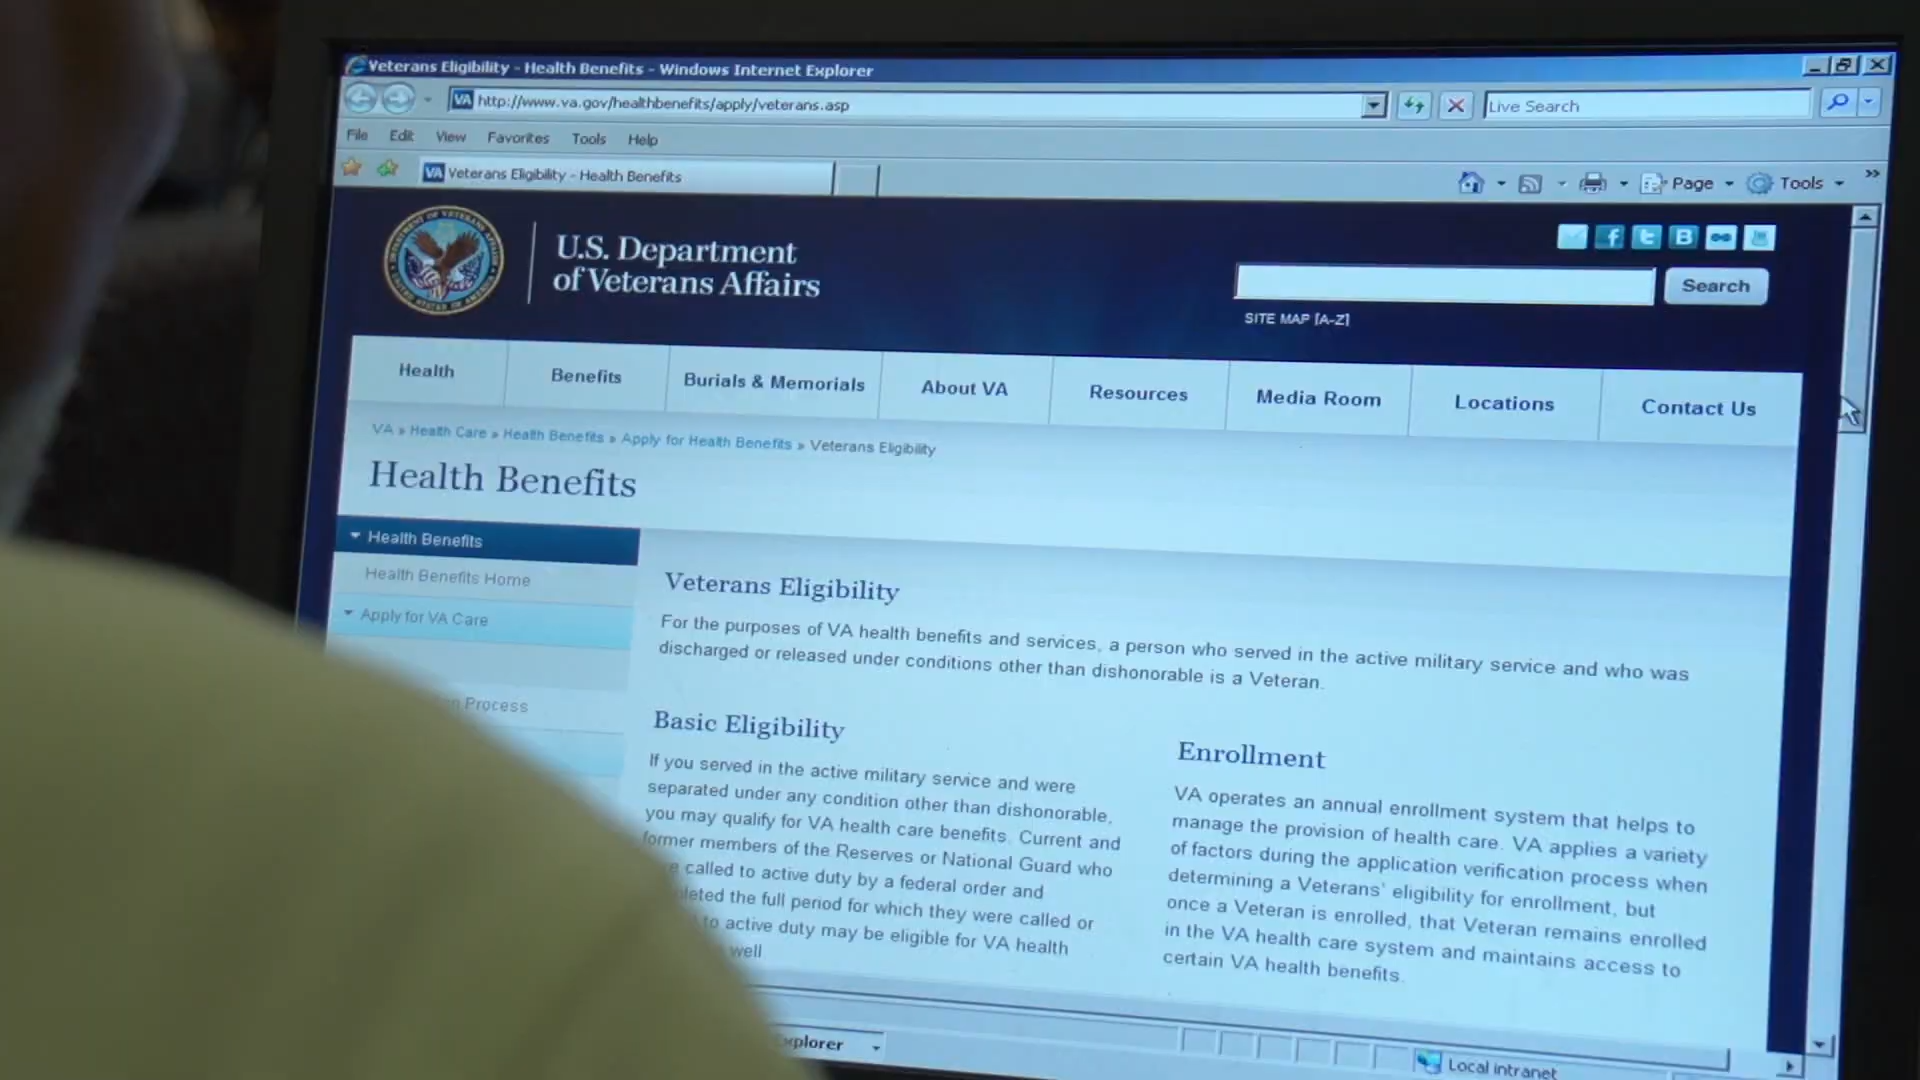 Veterans Eligibility - Health Benefits - Windows Internet Explorer
http://www.va.gov/healthbenefits/apply/veterans.asp
Live Search
File Edit View Favorites Tools Help
Veterans Eligibility - Health Benefits
Page Tools
U.S. Department
of Veterans Affairs
Search
SITE MAP [A-Z]
Health Benefits Burials & Memorials About VA Resources Media Room Locations Contact Us
VA » Health Care » Health Benefits » Apply for Health Benefits » Veterans Eligibility
Health Benefits
Health Benefits
Health Benefits Home
Apply for VA Care
Process
Veterans Eligibility
For the purposes of VA health benefits and services, a person who served in the active military service and who was
discharged or released under conditions other than dishonorable is a Veteran.
Basic Eligibility
If you served in the active military service and were
separated under any condition other than dishonorable,
you may qualify for VA health care benefits. Current and
former members of the Reserves or National Guard who
called to active duty by a federal order and
the full period for which they were called or
to active duty may be eligible for VA health
well
Enrollment
VA operates an annual enrollment system that helps to
manage the provision of health care. VA applies a variety
of factors during the application verification process when
determining a Veterans' eligibility for enrollment, but
once a Veteran is enrolled, that Veteran remains enrolled
in the VA health care system and maintains access to
certain VA health benefits.
Explorer
Local intranet